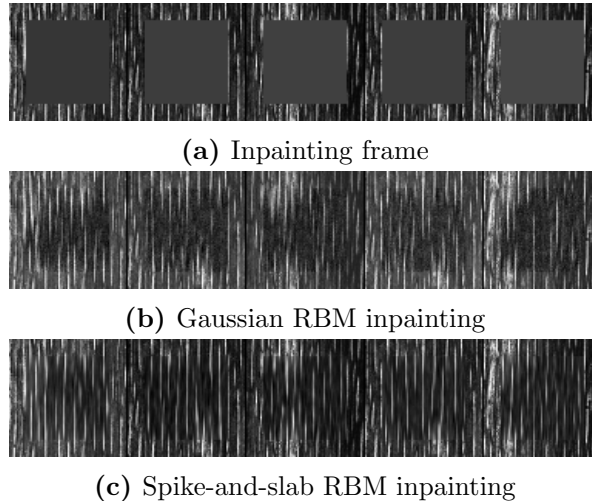 (a) Inpainting frame
(b) Gaussian RBM inpainting
(c) Spike-and-slab RBM inpainting